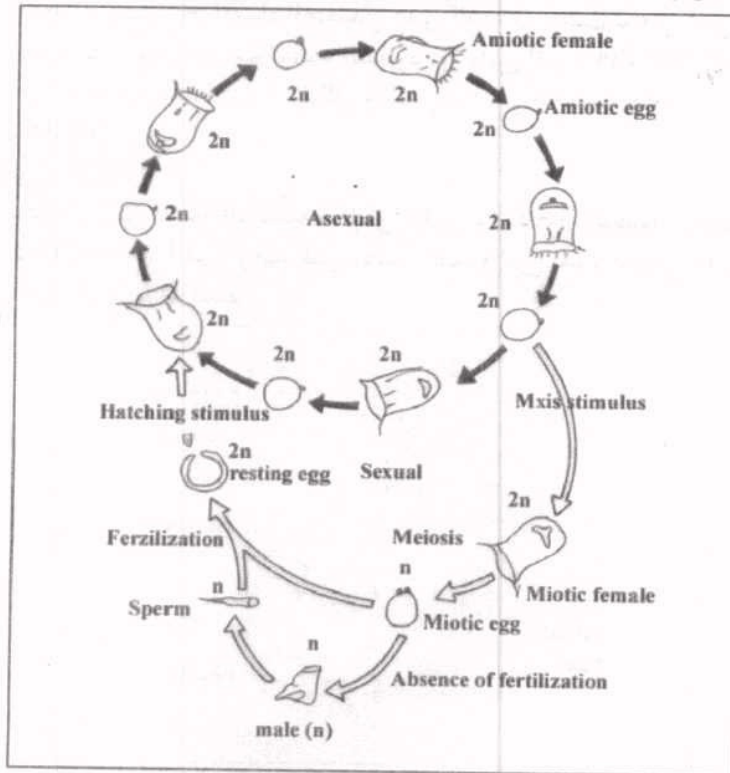 Amiotic female
2n
2n
Amiotic egg
2n
2n
2n
Asexual
2n
2n
2n
2n
2n
Hatching stimulus
Mxis stimulus
2n
resting egg
Sexual
2n
Ferzilization
Meiosis
n
Miotic female
n
Sperm
Miotic egg
n
Absence of fertilization
male (n)